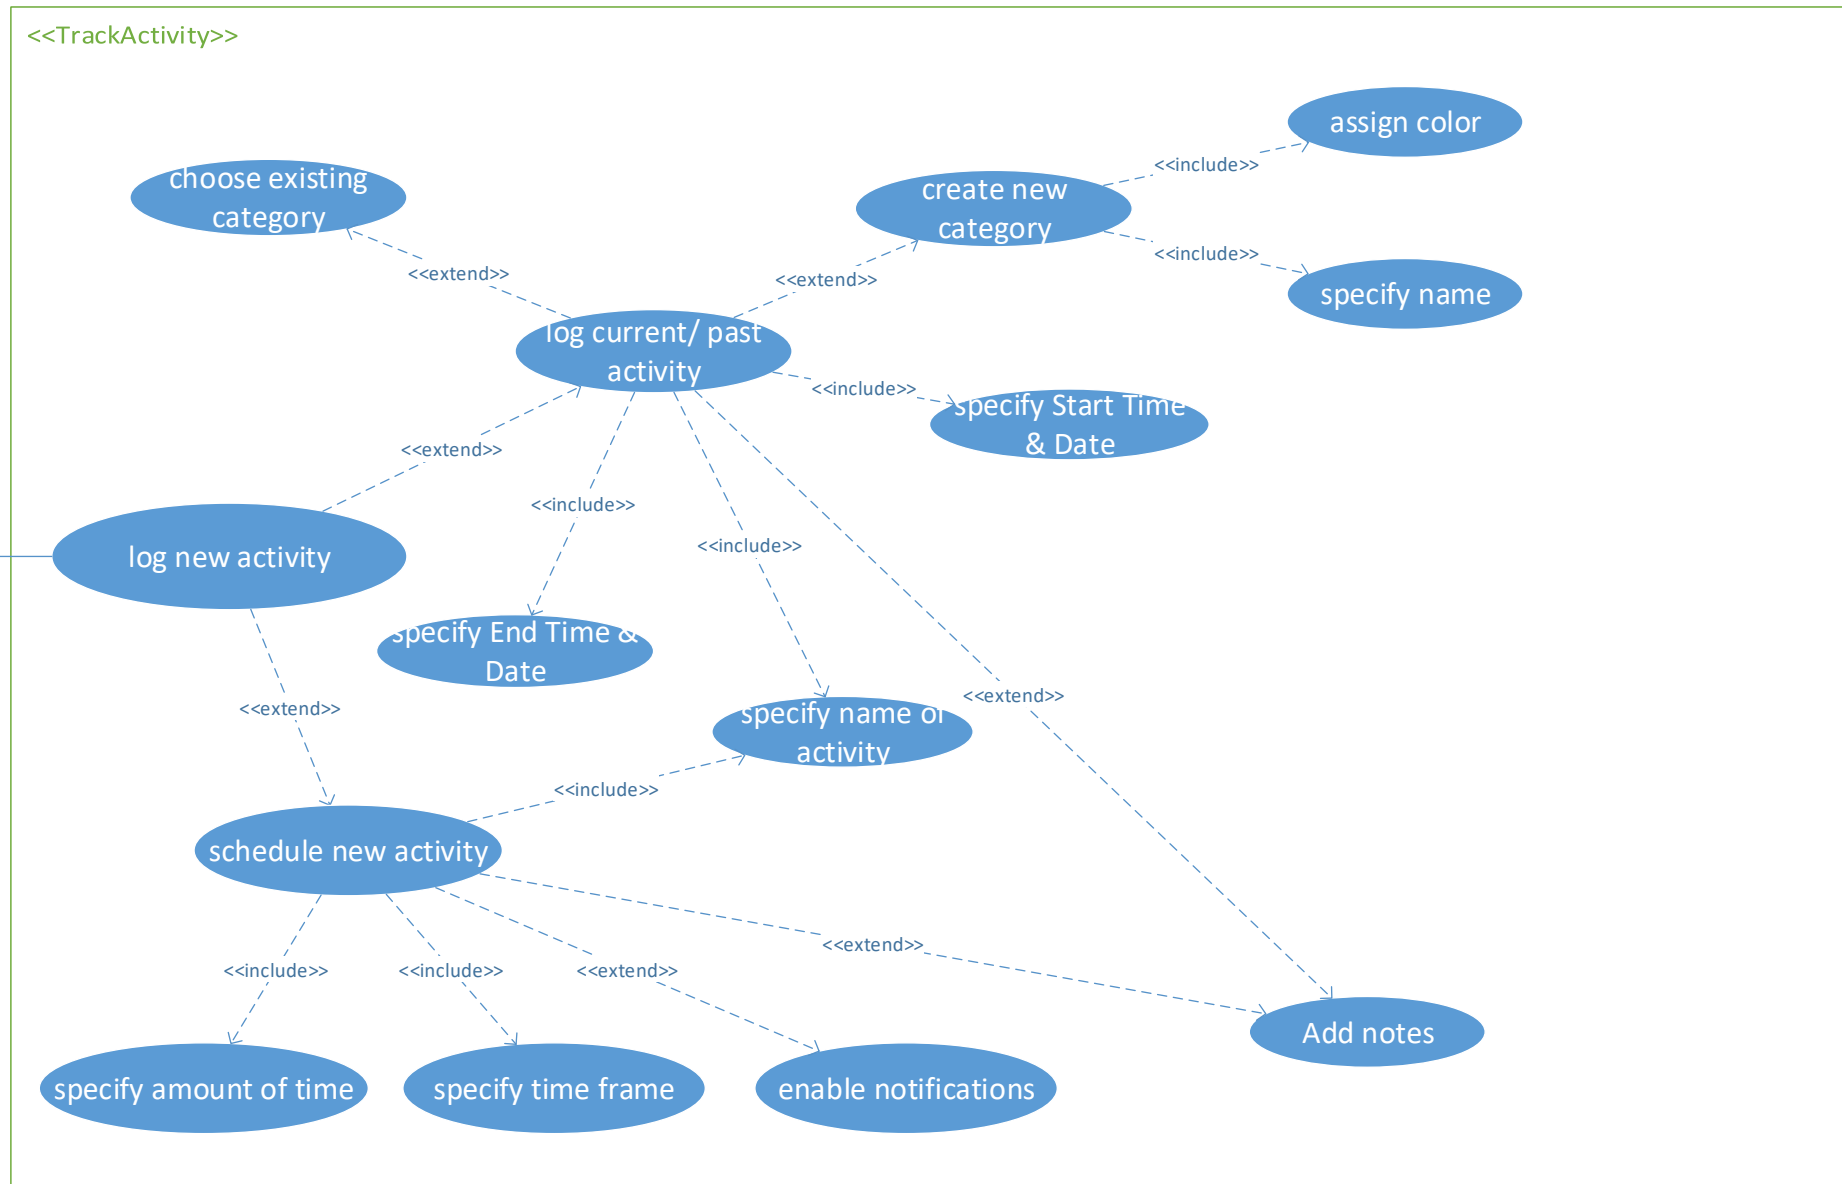 <<TrackActivity>>
assign color
<<include>>
choose existing
category
create new
category
<<include>>
<<extend>>
<<extend>>
specify name
log current/ past
activity
<<include>>
specify Start Time
& Date
<<extend>>
<<include>>
<<include>>
log new activity
specify End Time &
Date
<<extend>>
<<extend>>
specify name of
activity
<<include>>
schedule new activity
<<extend>>
<<include>>
<<include>>
<<extend>>
Add notes
specify amount of time
specify time frame
enable notifications